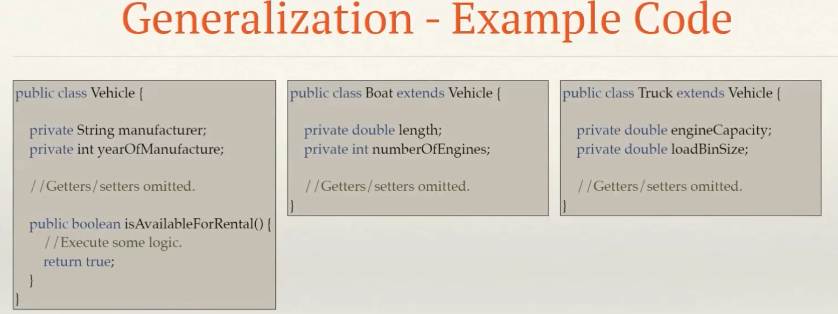 Generalization - Example Code
public class Vehicle {
private String manufacturer;
private int yearOfManufacture;
//Getters/setters omitted.
public boolean isAvailableForRental() {
//Execute some logic.
return true;
}
}
public class Boat extends Vehicle {
private double length;
private int numberOfEngines;
//Getters/setters omitted.
}
public class Truck extends Vehicle {
private double engineCapacity;
private double loadBinSize;
//Getters/setters omitted.
}